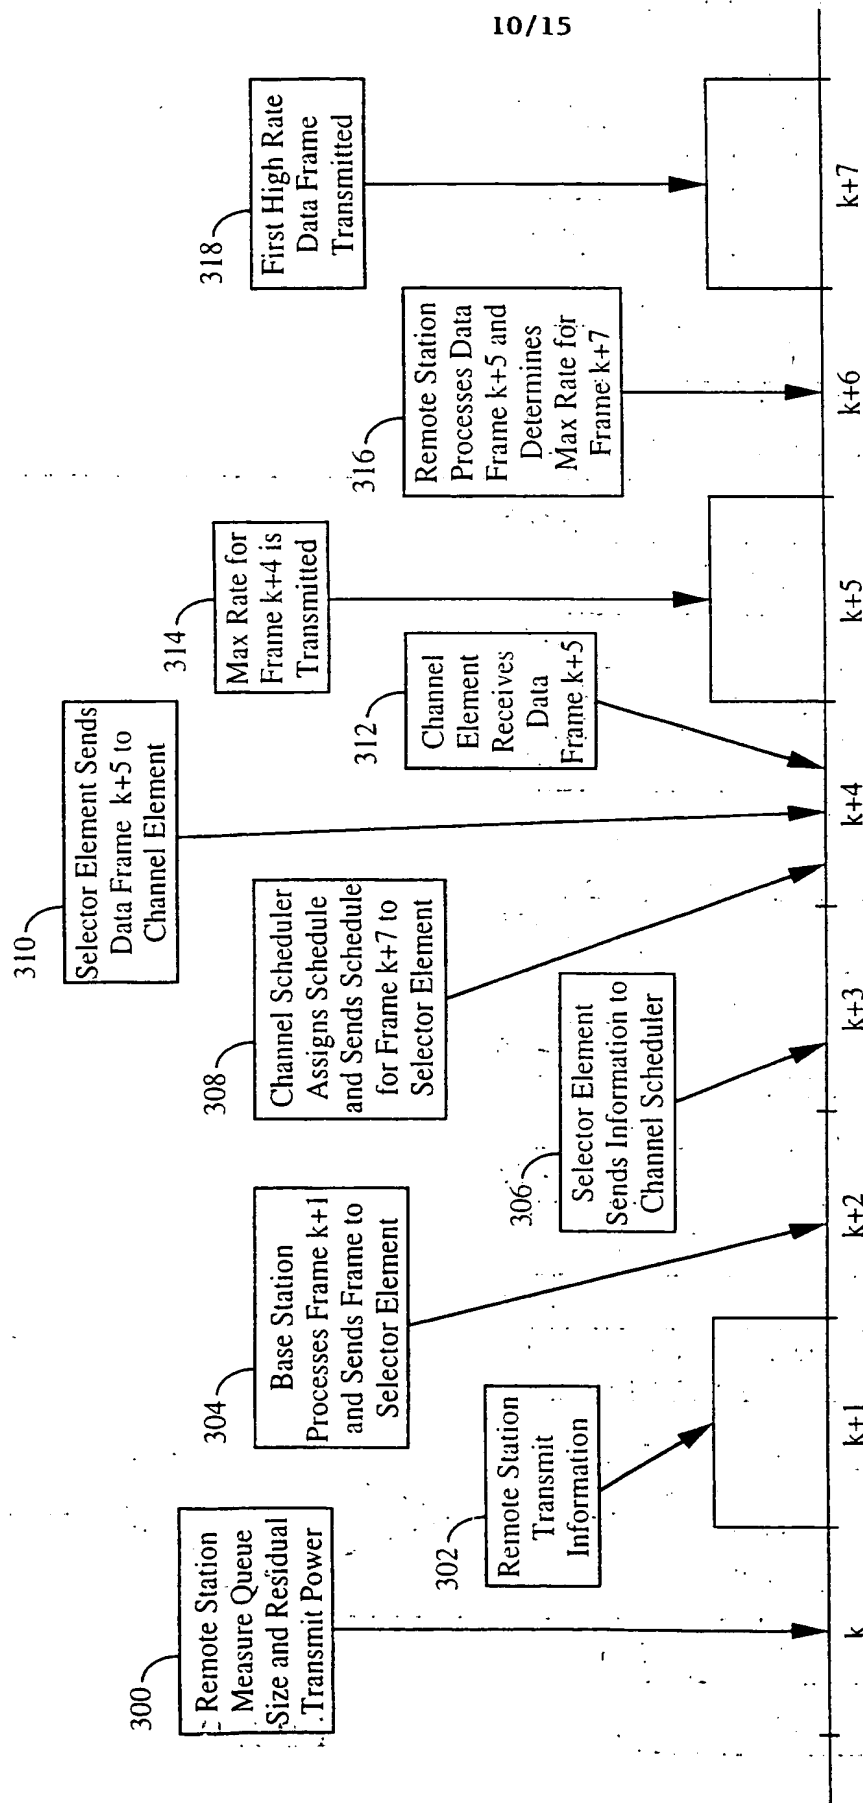 10/15
300
Remote Station
Measure Queue
Size and Residual
Transmit Power
302
Remote Station
Transmit
Information
304
Base Station
Processes Frame k+1
and Sends Frame to
Selector Element
306
Selector Element
Sends Information to
Channel Scheduler
308
Channel Scheduler
Assigns Schedule
and Sends Schedule
for Frame k+7 to
Selector Element
310
Selector Element Sends
Data Frame k+5 to
Channel Element
312
Channel
Element
Receives
Data
Frame k+5
314
Max Rate for
Frame k+4 is
Transmitted
316
Remote Station
Processes Data
Frame k+5 and
Determines
Max Rate for
Frame k+7
318
First High Rate
Data Frame
Transmitted
k
k+1
k+2
k+3
k+4
k+5
k+6
k+7